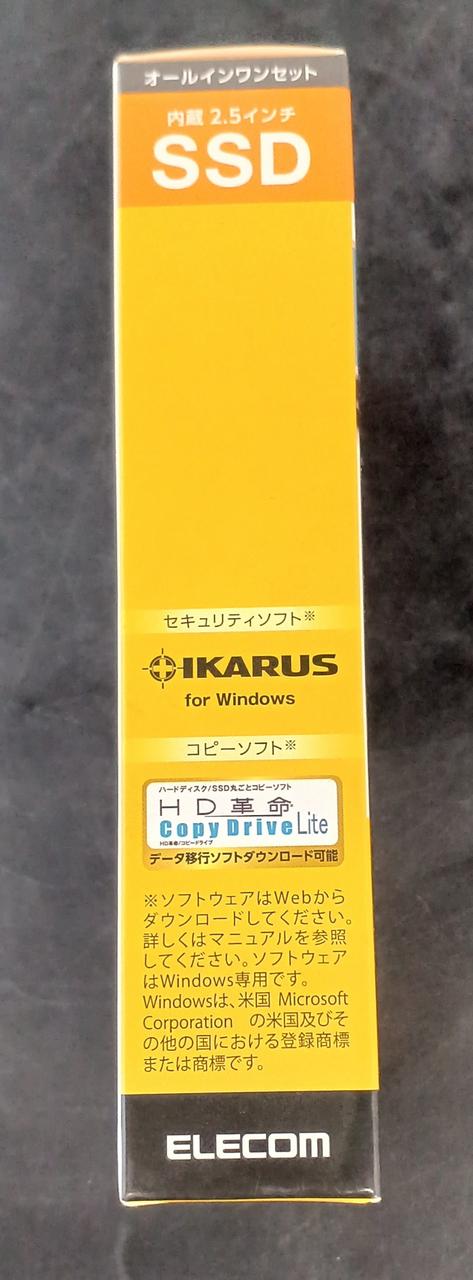 オールインワンセット
内蔵 2.5インチ
SSD
セキュリティソフト※
IKARUS
for Windows
コピーソフト※
ハードディスク/SSD丸ごとコピーソフト
HD革命
Copy Drive Lite
HD革命/コピードライブ
データ移行ソフトダウンロード可能
※ソフトウェアはWebから
ダウンロードしてください。
詳しくはマニュアルを参照
してください。ソフトウェア
はWindows専用です。
Windowsは、米国 Microsoft
Corporation の米国及びそ
の他の国における登録商標
または商標です。
ELECOM